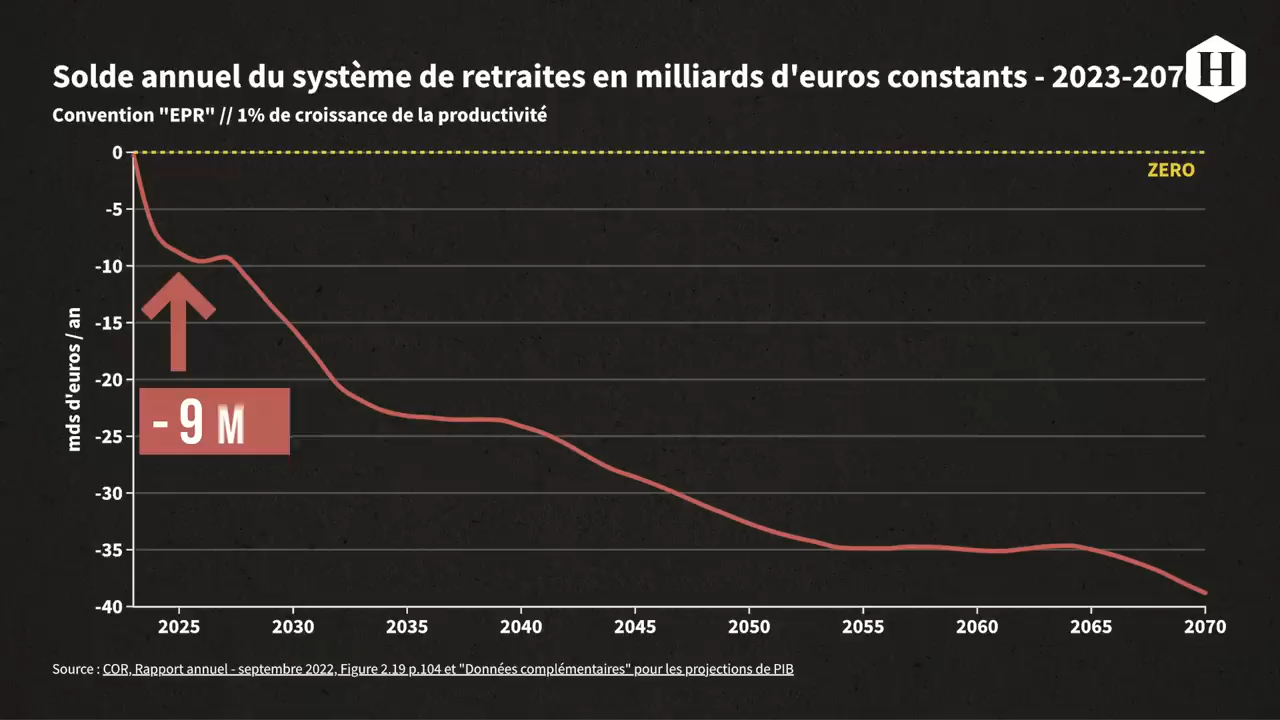 Solde annuel du système de retraites en milliards d'euros constants - 2023-207
H
Convention "EPR" // 1% de croissance de la productivité
0
ZERO
-5
-10
-15
-20
-25
-30
-35
-40
mds d'euros / an
- 9 M
2025 2030 2035 2040 2045 2050 2055 2060 2065 2070
Source : COR, Rapport annuel - septembre 2022, Figure 2.19 p.104 et "Données complémentaires" pour les projections de PIB